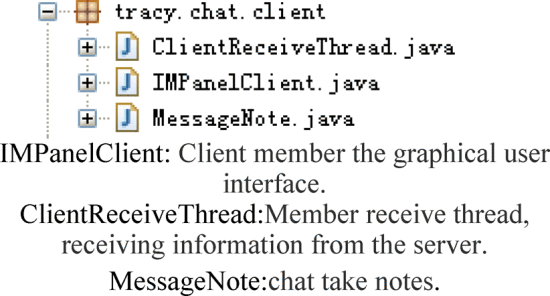 tracy.chat.client
ClientReceiveThread.java
IMPanelClient.java
MessageNote.java
IMPanelClient: Client member the graphical user
interface.
ClientReceiveThread:Member receive thread,
receiving information from the server.
MessageNote:chat take notes.